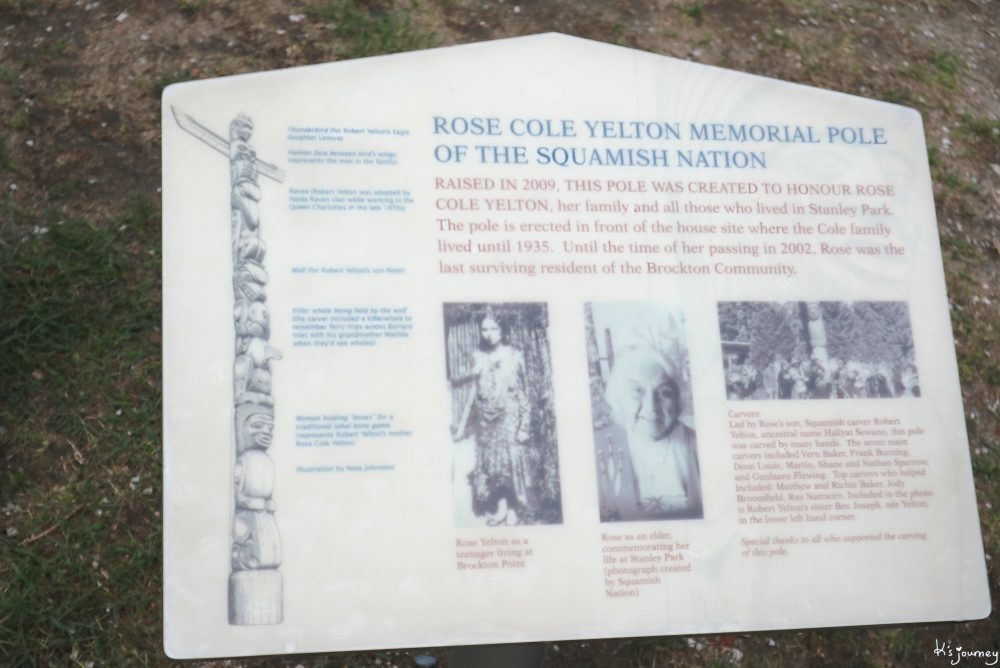 ROSE COLE YELTON MEMORIAL POLE
OF THE SQUAMISH NATION
RAISED IN 2009, THIS POLE WAS CREATED TO HONOUR ROSE
COLE YELTON, her family and all those who lived in Stanley Park.
The pole is erected in front of the house site where the Cole family
lived until 1935. Until the time of her passing in 2002, Rose was the
last surviving resident of the Brockton Community.
Thunderbird (for Robert Yelton's Eagle
daughter Lenore)
Human face between bird's wings
(represents the men in the family)
Raven (Robert Yelton was adopted by
Haida Raven clan while working in the
Queen Charlottes in the late 1970s)
Wolf (for Robert Yelton's son Peter)
Killer whale being held by the wolf
(the carver included a killerwhale to
remember ferry trips across Burrard
Inlet with his grandmother Matilda
when they'd see whales)
Woman holding "bones" for a
traditional lahal bone game
(represents Robert Yelton's mother
Rose Cole Yelton)
Illustration by Nola Johnston
Rose Yelton as a
teenager living at
Brockton Point
Rose as an elder,
commemorating her
life at Stanley Park
(photograph created
by Squamish
Nation)
Carvers:
Led by Rose's son, Squamish carver Robert
Yelton, ancestral name Haliyat Sewano, this pole
was carved by many hands. The seven main
carvers included Vern Baker, Frank Burning,
Deon Louie, Martin, Shane and Nathan Sparrow,
and Gunlaans Flewing. Top carvers who helped
included: Matthew and Richie Baker, Jody
Broomfield, Ray Natraoro. Included in the photo
is Robert Yelton's sister Bev. Joseph, née Yelton,
in the lower left hand corner.
Special thanks to all who supported the carving
of this pole.
K's journey